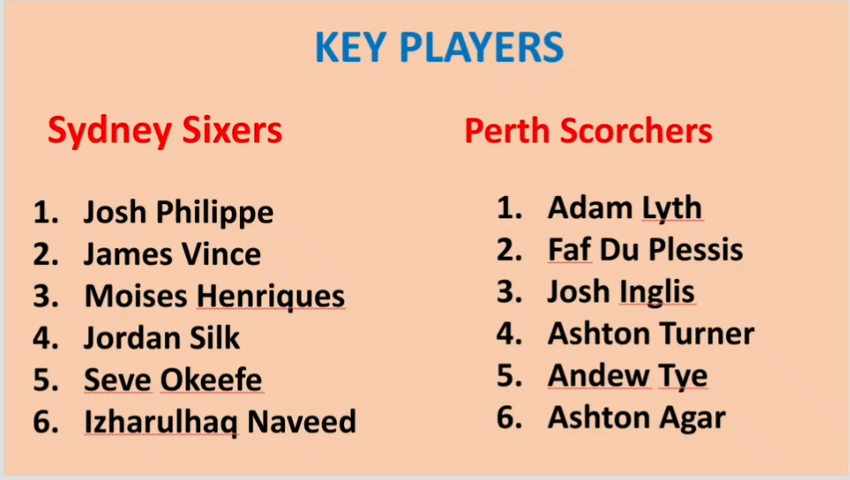 KEY PLAYERS
Sydney Sixers
1. Josh Philippe
2. James Vince
3. Moises Henriques
4. Jordan Silk
5. Seve Okeefe
6. Izharulhaq Naveed
Perth Scorchers
1. Adam Lyth
2. Faf Du Plessis
3. Josh Inglis
4. Ashton Turner
5. Andew Tye
6. Ashton Agar